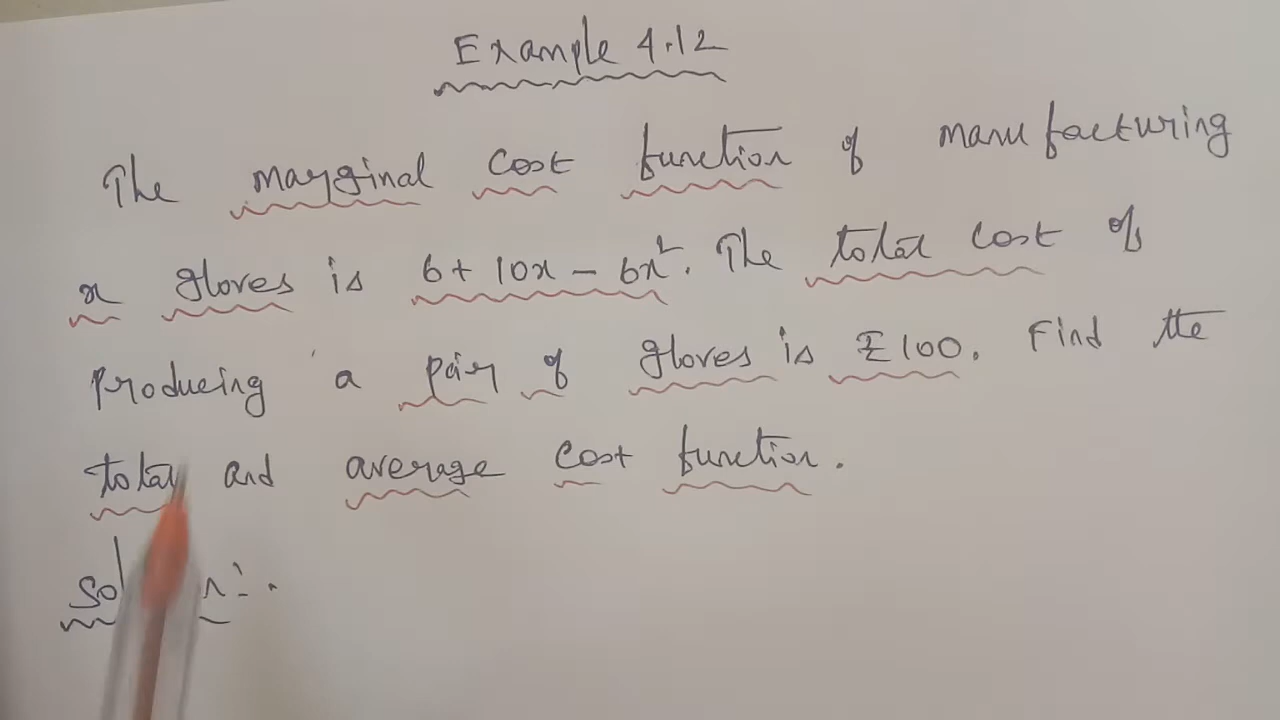 Example 4.12
The marginal cost function of manufacturing
x gloves is 6 + 10x - 6x². The total cost of
producing a pair of gloves is ₹100. Find the
total and average cost function.